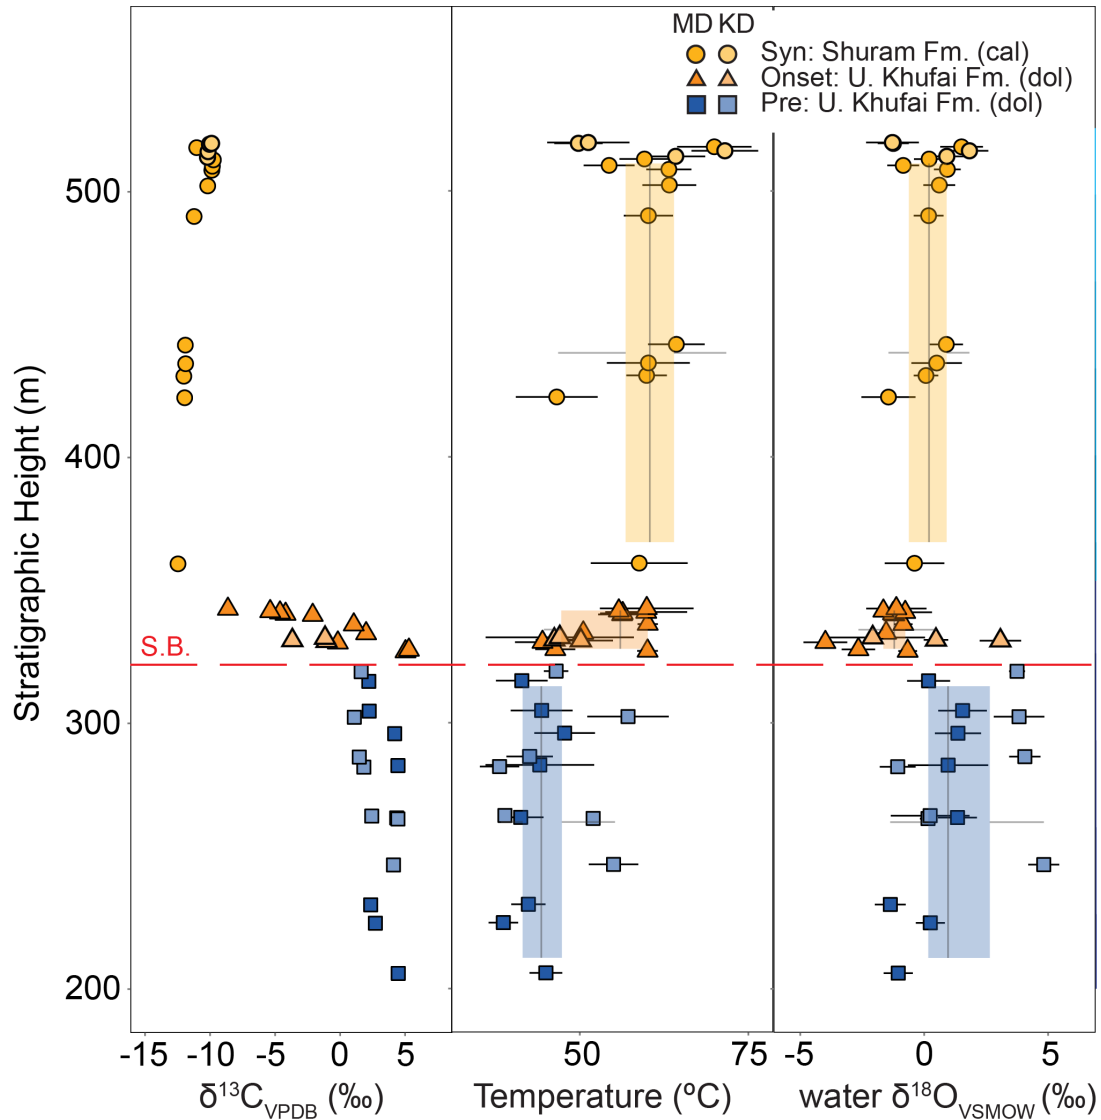 MD KD
Syn: Shuram Fm. (cal)
Onset: U. Khufai Fm. (dol)
Pre: U. Khufai Fm. (dol)
Stratigraphic Height (m)
500
400
300
200
S.B.
-15 -10 -5 0 5
50 75
-5 0 5
δ13CVPDB (‰)
Temperature (ºC)
water δ18OVSMOW (‰)